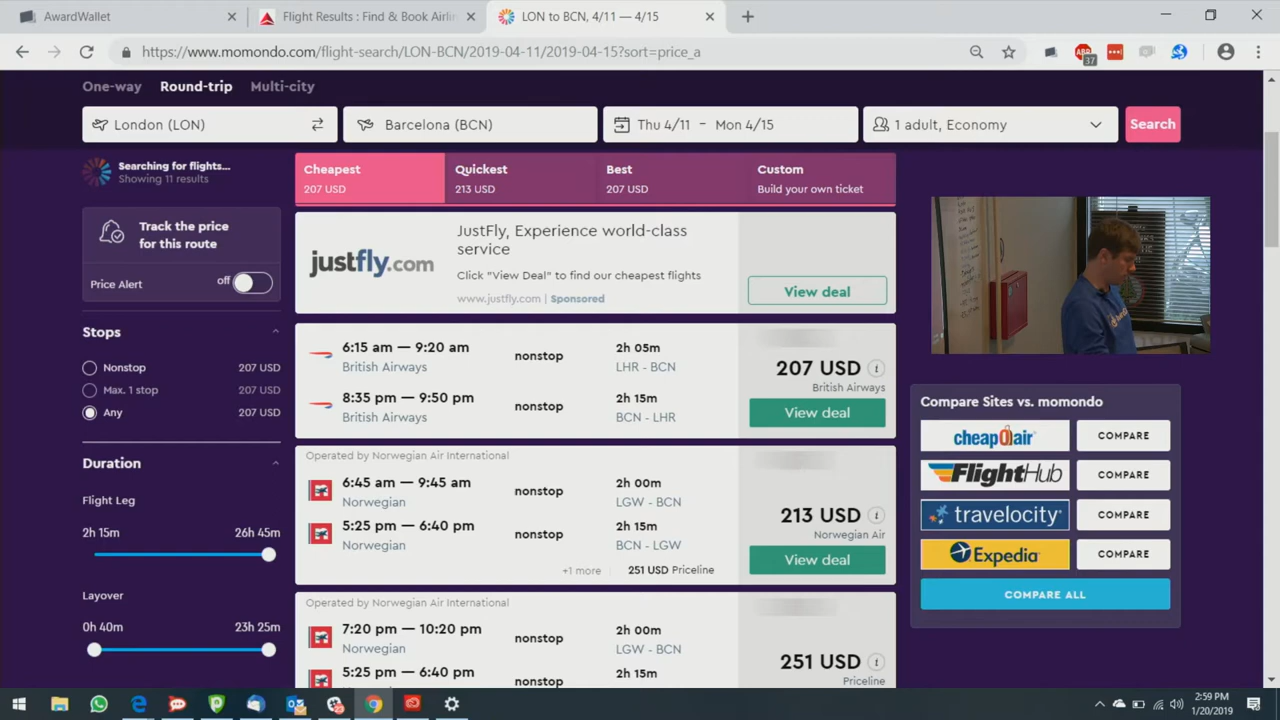 AwardWallet
Flight Results : Find & Book Airlin
LON to BCN, 4/11 — 4/15
https://www.momondo.com/flight-search/LON-BCN/2019-04-11/2019-04-15?sort=price_a
37
One-way
Round-trip
Multi-city
London (LON)
Barcelona (BCN)
Thu 4/11 – Mon 4/15
1 adult, Economy
Search
Searching for flights...
Showing 11 results
Cheapest
207 USD
Quickest
213 USD
Best
207 USD
Custom
Build your own ticket
Track the price
for this route
Price Alert
off
Stops
Nonstop 207 USD
Max. 1 stop 207 USD
Any 207 USD
Duration
Flight Leg
2h 15m 26h 45m
Layover
0h 40m 23h 25m
justfly.com
JustFly, Experience world-class
service
Click "View Deal" to find our cheapest flights
www.justfly.com | Sponsored
View deal
6:15 am — 9:20 am nonstop 2h 05m
British Airways LHR - BCN
8:35 pm — 9:50 pm nonstop 2h 15m
British Airways BCN - LHR
207 USD
British Airways
View deal
Operated by Norwegian Air International
6:45 am — 9:45 am nonstop 2h 00m
Norwegian LGW - BCN
5:25 pm — 6:40 pm nonstop 2h 15m
Norwegian BCN - LGW
+1 more 251 USD Priceline
213 USD
Norwegian Air
View deal
Operated by Norwegian Air International
7:20 pm — 10:20 pm nonstop 2h 00m
Norwegian LGW - BCN
5:25 pm — 6:40 pm nonstop 2h 15m
251 USD
Priceline
Compare Sites vs. momondo
cheapOair COMPARE
FlightHub COMPARE
travelocity COMPARE
Expedia COMPARE
COMPARE ALL
2:59 PM
1/20/2019